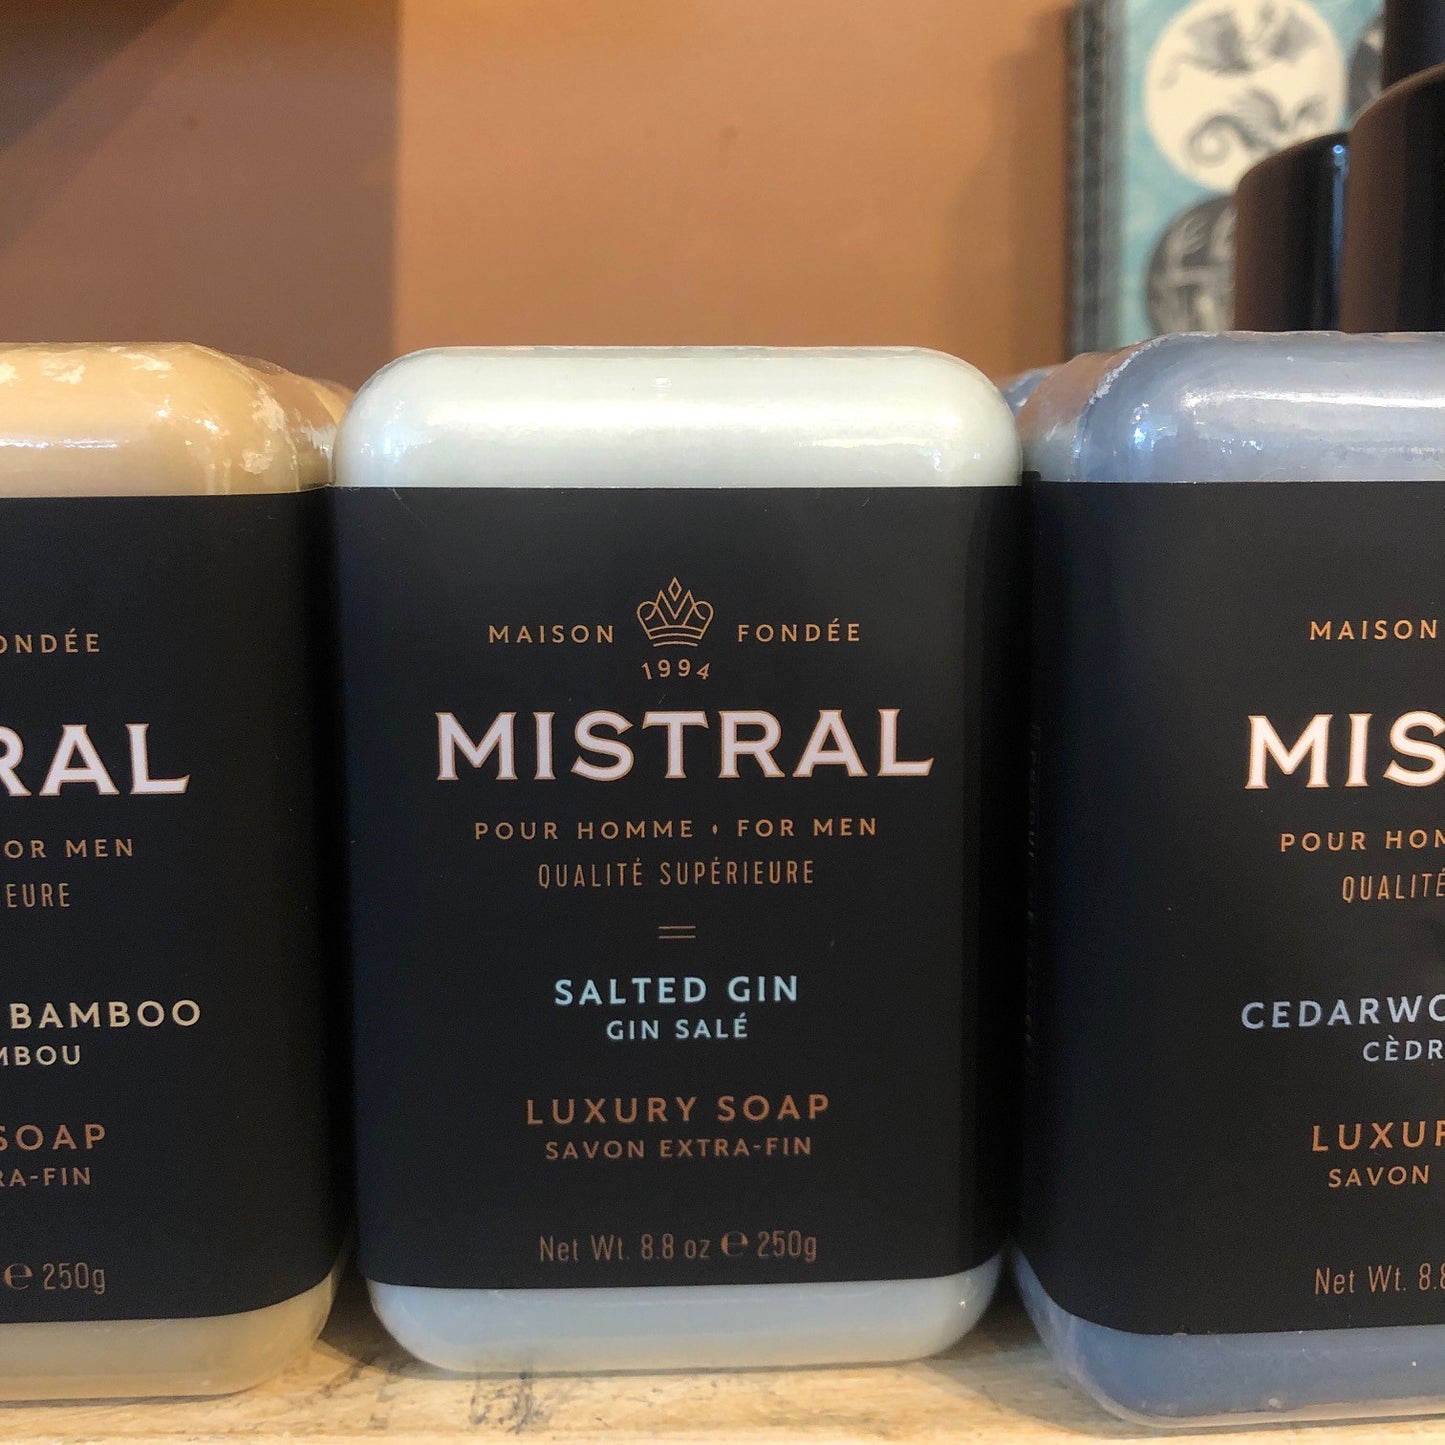 MAISON FONDÉE
1994
MISTRAL
POUR HOMME • FOR MEN
QUALITÉ SUPÉRIEURE
SALTED GIN
GIN SALÉ
LUXURY SOAP
SAVON EXTRA-FIN
Net Wt. 8.8 oz ℮ 250g
ONDÉE
RAL
FOR MEN
IEURE
BAMBOO
MBOU
SOAP
RA-FIN
℮ 250g
MAISON
MIS
POUR HOM
QUALITÉ
CEDARWO
CÈDR
LUXUR
SAVON
Net Wt. 8.8